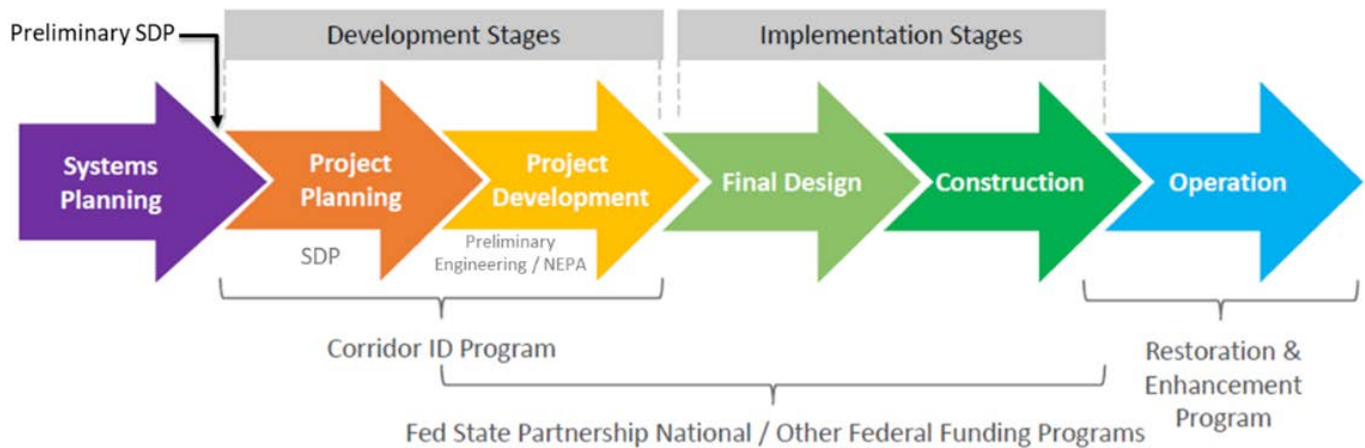 Preliminary SDP
Development Stages
Implementation Stages
Systems
Planning
Project
Planning
Project
Development
Final Design
Construction
Operation
SDP
Preliminary
Engineering / NEPA
Corridor ID Program
Restoration &
Enhancement
Program
Fed State Partnership National / Other Federal Funding Programs